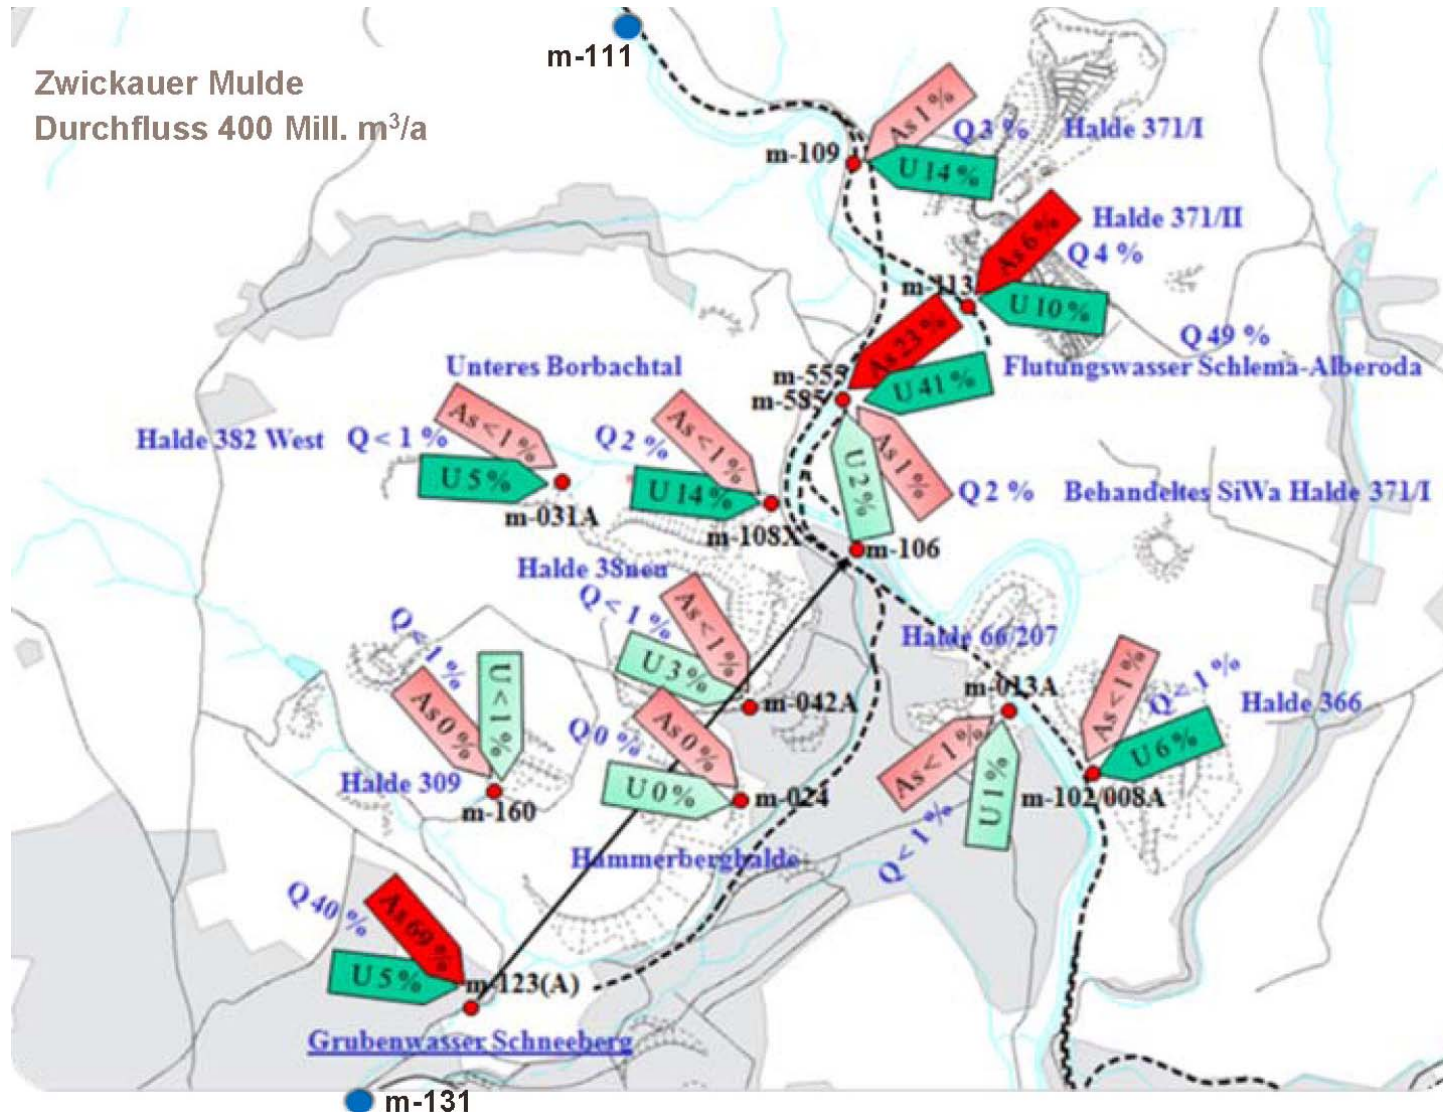 m-111
Zwickauer Mulde
Durchfluss 400 Mill. m³/a
As 1 %
Q 3 %
Halde 371/I
m-109
U 14 %
As 6 %
Halde 371/II
Q 4 %
m-113
U 10 %
Q 49 %
As 23 %
Unteres Borbachtal
Flutungswasser Schlema-Alberoda
m-555
U 41 %
m-585
As < 1 %
As < 1 %
Halde 382 West
Q < 1 %
Q 2 %
As 1 %
U 5 %
U 14 %
U 2 %
Q 2 %
Behandeltes SiWa Halde 371/I
m-031A
m-108X
m-106
Halde 38neu
Q < 1 %
As < 1 %
Q < 1 %
Halde 66/207
As < 1 %
U 3 %
Q < 1 %
As 0 %
U < 1 %
m-042A
m-013A
Halde 366
As 0 %
Q 0 %
As < 1 %
U 6 %
Halde 309
U 0 %
m-024
U 1 %
m-102/008A
m-160
Q < 1 %
Hammerberghalde
Q 40 %
As 69 %
U 5 %
m-123(A)
Grubenwasser Schneeberg
m-131